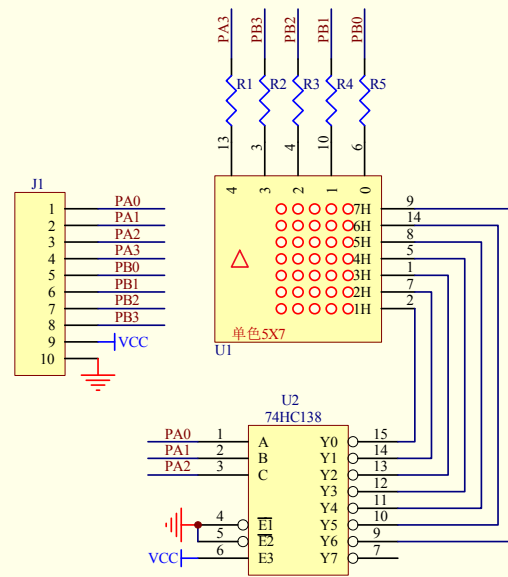 PA3 PB3 PB2 PB1 PB0
R1 R2 R3 R4 R5
13 3 4 10 6
4 3 2 1 0
J1
1 PA0
2 PA1
3 PA2
4 PA3
5 PB0
6 PB1
7 PB2
8 PB3
9 VCC
10
7H 9
6H 14
5H 8
4H 5
3H 1
2H 7
1H 2
单色5X7
U1
U2
74HC138
PA0 1 A Y0 15
PA1 2 B Y1 14
PA2 3 C Y2 13
Y3 12
Y4 11
4 E1 Y5 10
5 E2 Y6 9
VCC 6 E3 Y7 7